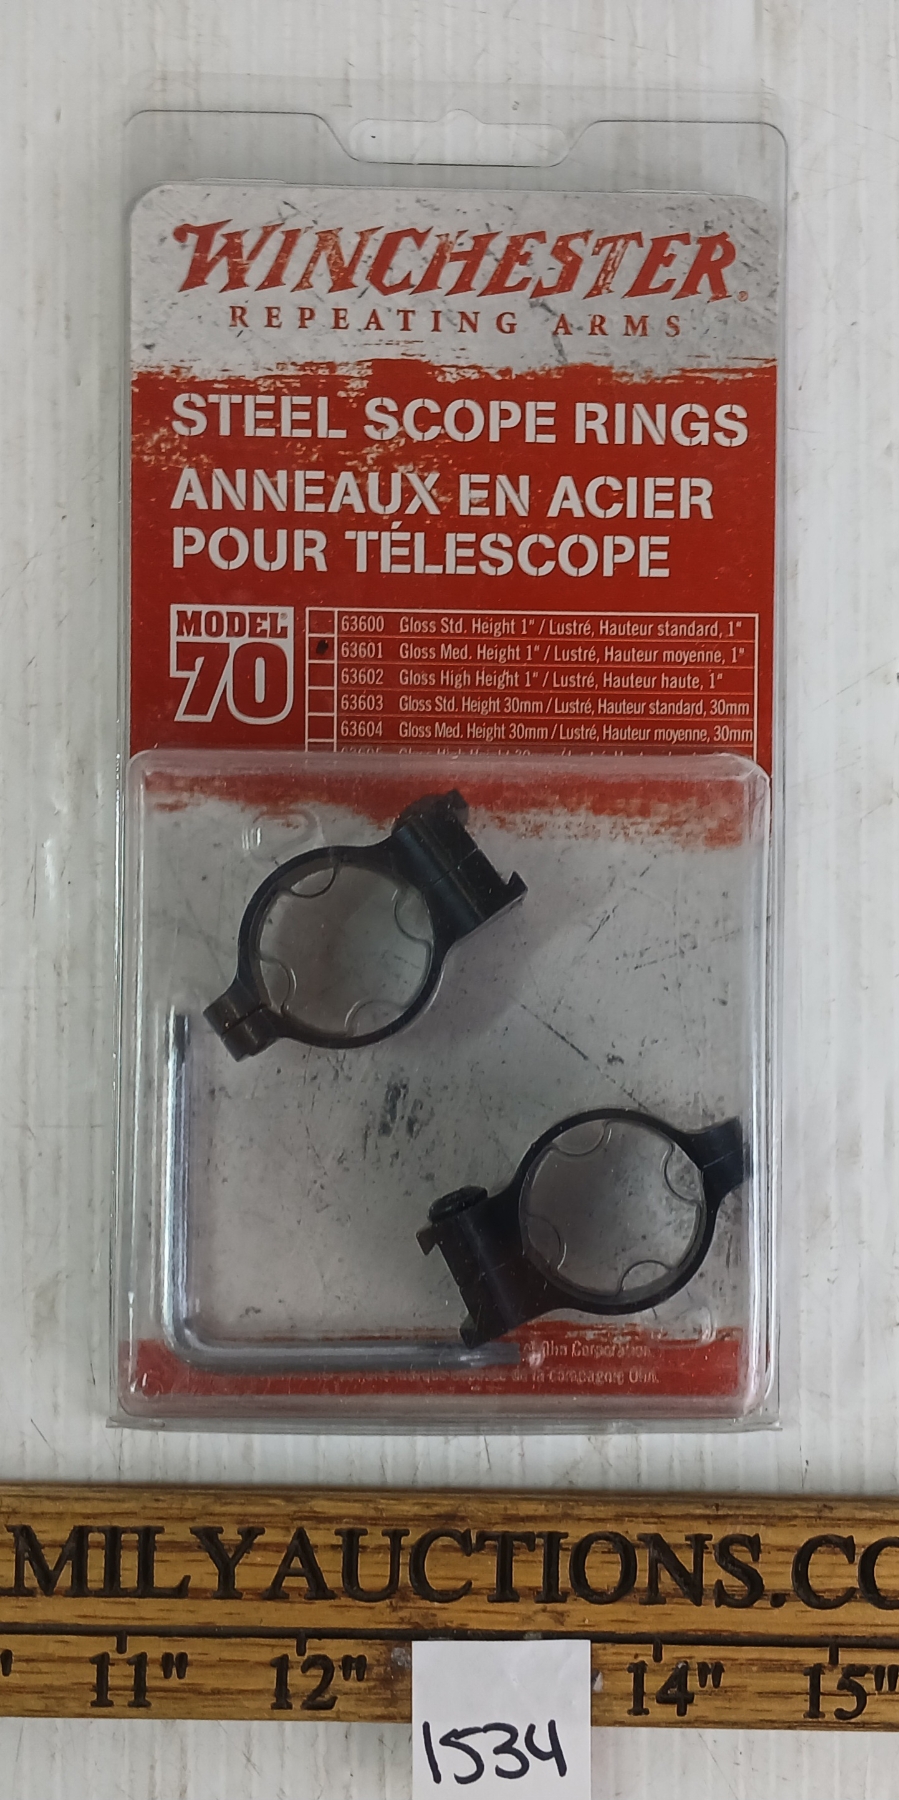 WINCHESTER®
REPEATING ARMS
STEEL SCOPE RINGS
ANNEAUX EN ACIER
POUR TÉLESCOPE
MODEL®
70
63600 Gloss Std. Height 1" / Lustré, Hauteur standard, 1"
63601 Gloss Med. Height 1" / Lustré, Hauteur moyenne, 1"
63602 Gloss High Height 1" / Lustré, Hauteur haute, 1"
63603 Gloss Std. Height 30mm / Lustré, Hauteur standard, 30mm
63604 Gloss Med. Height 30mm / Lustré, Hauteur moyenne, 30mm
Corporation
de la compagnie Olin.
MILYAUCTIONS.CO
11" 12" 14" 15"
1534